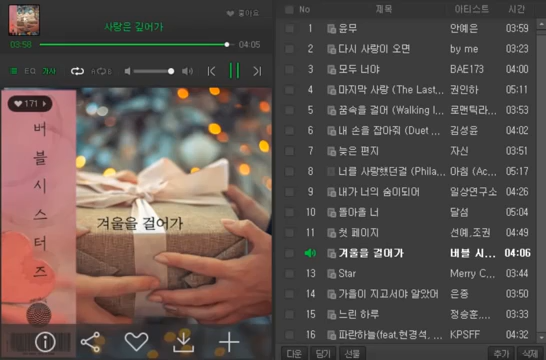 좋아요
사랑은 깊어가
03:58
04:05
EQ 가사
171
버블시스터즈
겨울을 걸어가
No 제목 아티스트 시간
1 윤무 안예은 03:59
2 다시 사랑이 오면 by me 03:23
3 모두 너야 BAE173 04:00
4 마지막 사랑 (The Last,.. 권인하 05:11
5 꿈속을 걸어 (Walking I... 로맨틱라... 03:53
6 내 손을 잡아줘 (Duet ... 김성윤 04:02
7 늦은 편지 자신 03:51
8 너를 사랑했던걸 (Phila... 아침 (Ac... 05:17
9 내가 너의 숨이되어 일상연구소 04:26
10 돌아올 너 달섬 05:04
11 첫 페이지 선예,조권 04:49
겨울을 걸어가 버블 시... 04:06
13 Star Merry C... 03:44
14 가을이 지고서야 알았어 은종 03:50
15 느린 하루 정승훈,... 03:33
16 파란하늘(feat,현경석, ... KPSFF 04:32
다운 담기 선물 추가 삭제